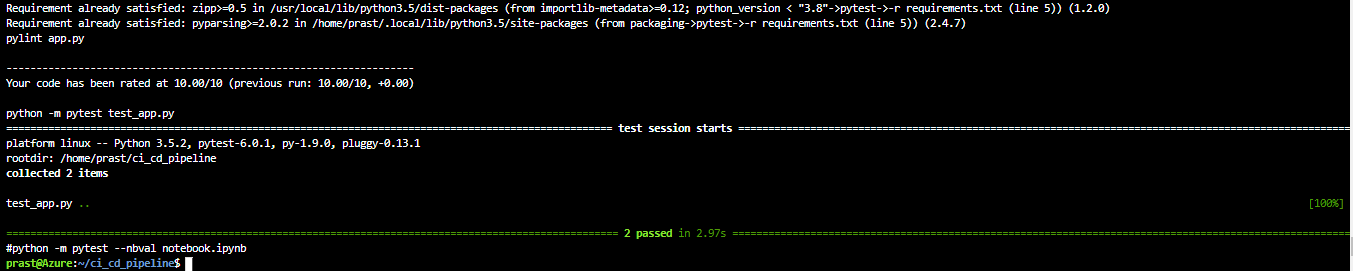 Requirement already satisfied: zipp>=0.5 in /usr/local/lib/python3.5/dist-packages (from importlib-metadata>=0.12; python_version < "3.8"->pytest->-r requirements.txt (line 5)) (1.2.0)
Requirement already satisfied: pyparsing>=2.0.2 in /home/prast/.local/lib/python3.5/site-packages (from packaging->pytest->-r requirements.txt (line 5)) (2.4.7)
pylint app.py
--------------------------------------------------------------------
Your code has been rated at 10.00/10 (previous run: 10.00/10, +0.00)
python -m pytest test_app.py
======================================================================================================= test session starts =======================================================================================================
platform linux -- Python 3.5.2, pytest-6.0.1, py-1.9.0, pluggy-0.13.1
rootdir: /home/prast/ci_cd_pipeline
collected 2 items
test_app.py .. [100%]
======================================================================================================== 2 passed in 2.97s ========================================================================================================
#python -m pytest --nbval notebook.ipynb
prast@Azure:~/ci_cd_pipeline$